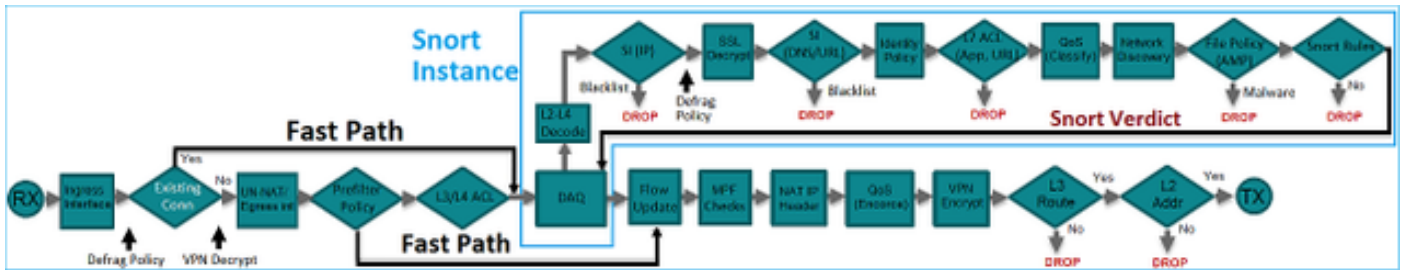 Snort
Instance
SI (IP)
SSL
Decrypt
SI
(DNS/URL)
Identity
Policy
L7 ACL
(App, URL)
QoS
(Classify)
Network
Discovery
File Policy
(AMP)
Snort Rules
Blacklist
DROP
Defrag
Policy
Blacklist
DROP
DROP
Malware
DROP
No
DROP
L2-L4
Decode
Snort Verdict
Fast Path
Yes
RX
Ingress
Interface
Existing
Conn
No
UN-NAT/
Egress Int
Prefilter
Policy
L3/L4 ACL
DAQ
Flow
Update
MPF
Checks
NAT IP
Header
QoS
(Enforce)
VPN
Encrypt
L3
Route
Yes
L2
Addr
Yes
TX
Defrag Policy
VPN Decrypt
Fast Path
No
DROP
No
DROP